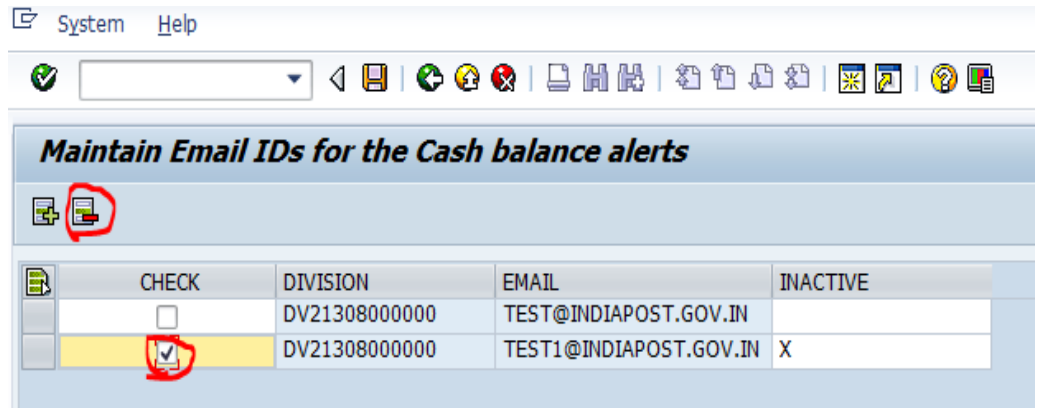 System Help
Maintain Email IDs for the Cash balance alerts
CHECK DIVISION EMAIL INACTIVE
DV21308000000 TEST@INDIAPOST.GOV.IN
DV21308000000 TEST1@INDIAPOST.GOV.IN X